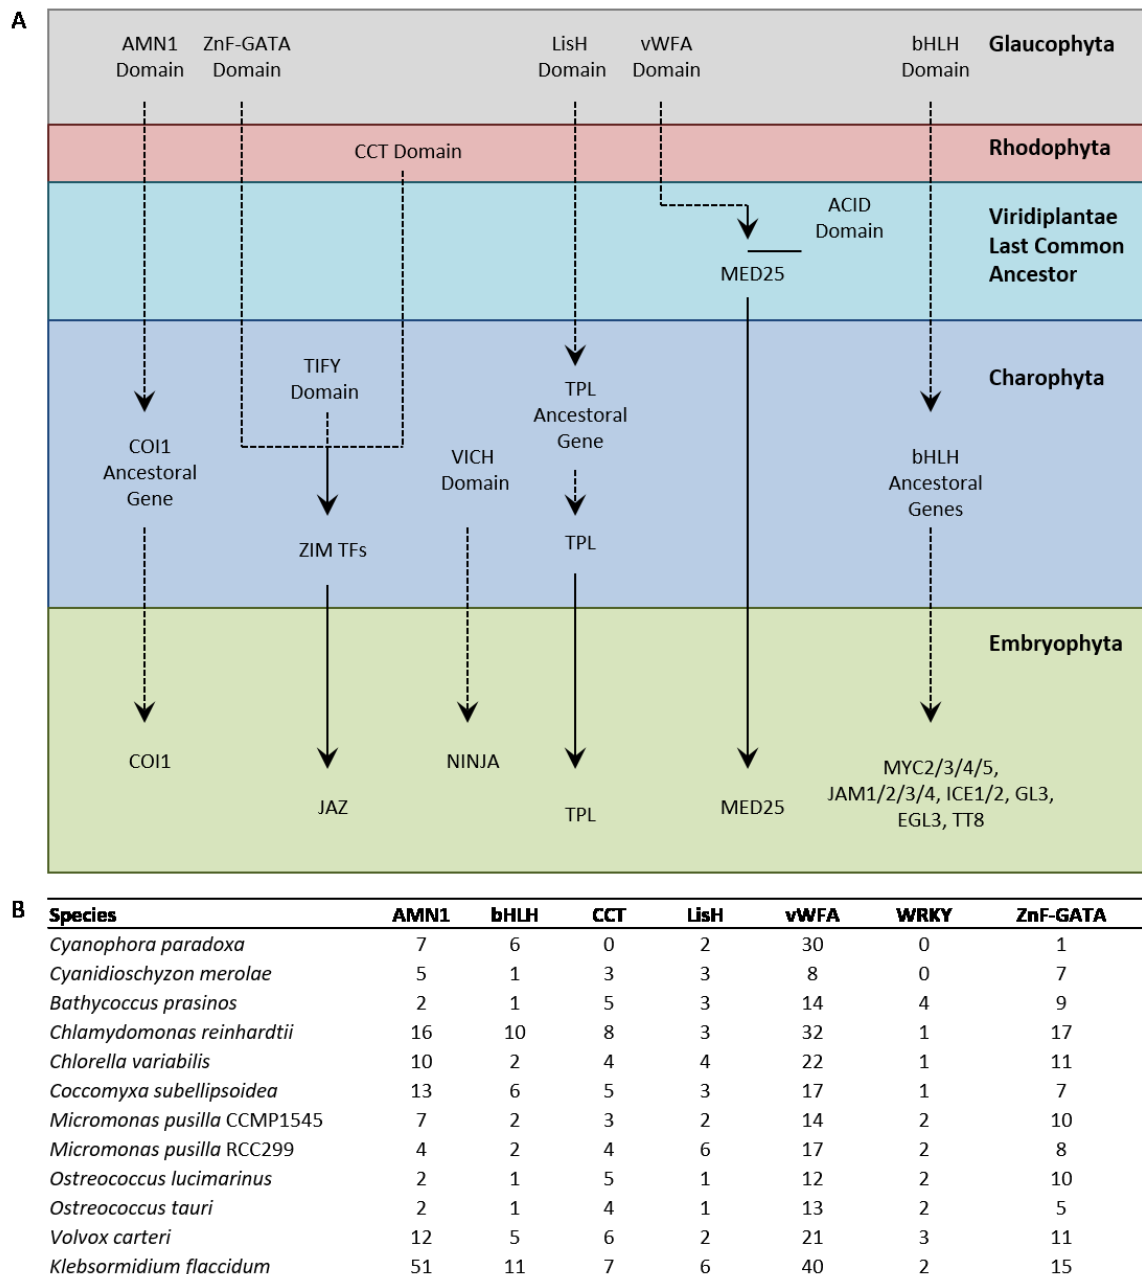 A
AMN1
Domain
ZnF-GATA
Domain
LisH
Domain
vWFA
Domain
bHLH
Domain
Glaucophyta
CCT Domain
Rhodophyta
ACID
Domain
MED25
Viridiplantae
Last Common
Ancestor
TIFY
Domain
TPL
Ancestoral
Gene
Charophyta
COI1
Ancestoral
Gene
VICH
Domain
bHLH
Ancestoral
Genes
ZIM TFs
TPL
Embryophyta
COI1
JAZ
NINJA
TPL
MED25
MYC2/3/4/5,
JAM1/2/3/4, ICE1/2, GL3,
EGL3, TT8
B
Species AMN1 bHLH CCT LisH vWFA WRKY ZnF-GATA
Cyanophora paradoxa 7 6 0 2 30 0 1
Cyanidioschyzon merolae 5 1 3 3 8 0 7
Bathycoccus prasinos 2 1 5 3 14 4 9
Chlamydomonas reinhardtii 16 10 8 3 32 1 17
Chlorella variabilis 10 2 4 4 22 1 11
Coccomyxa subellipsoidea 13 6 5 3 17 1 7
Micromonas pusilla CCMP1545 7 2 3 2 14 2 10
Micromonas pusilla RCC299 4 2 4 6 17 2 8
Ostreococcus lucimarinus 2 1 5 1 12 2 10
Ostreococcus tauri 2 1 4 1 13 2 5
Volvox carteri 12 5 6 2 21 3 11
Klebsormidium flaccidum 51 11 7 6 40 2 15